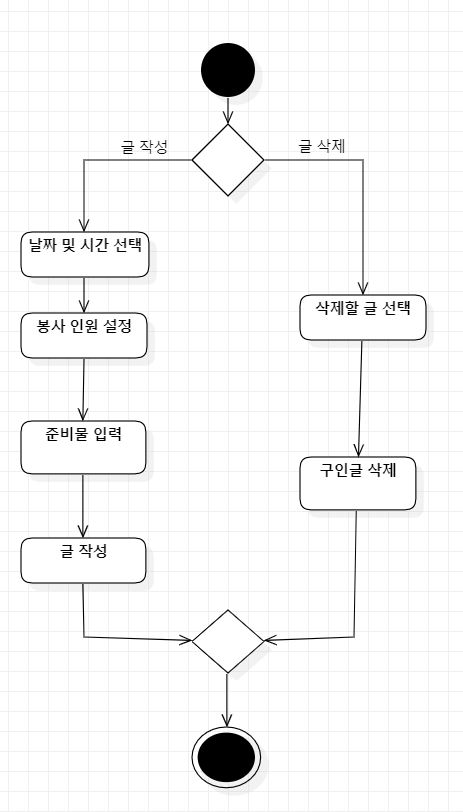 글 작성
글 삭제
날짜 및 시간 선택
봉사 인원 설정
준비물 입력
글 작성
삭제할 글 선택
구인글 삭제